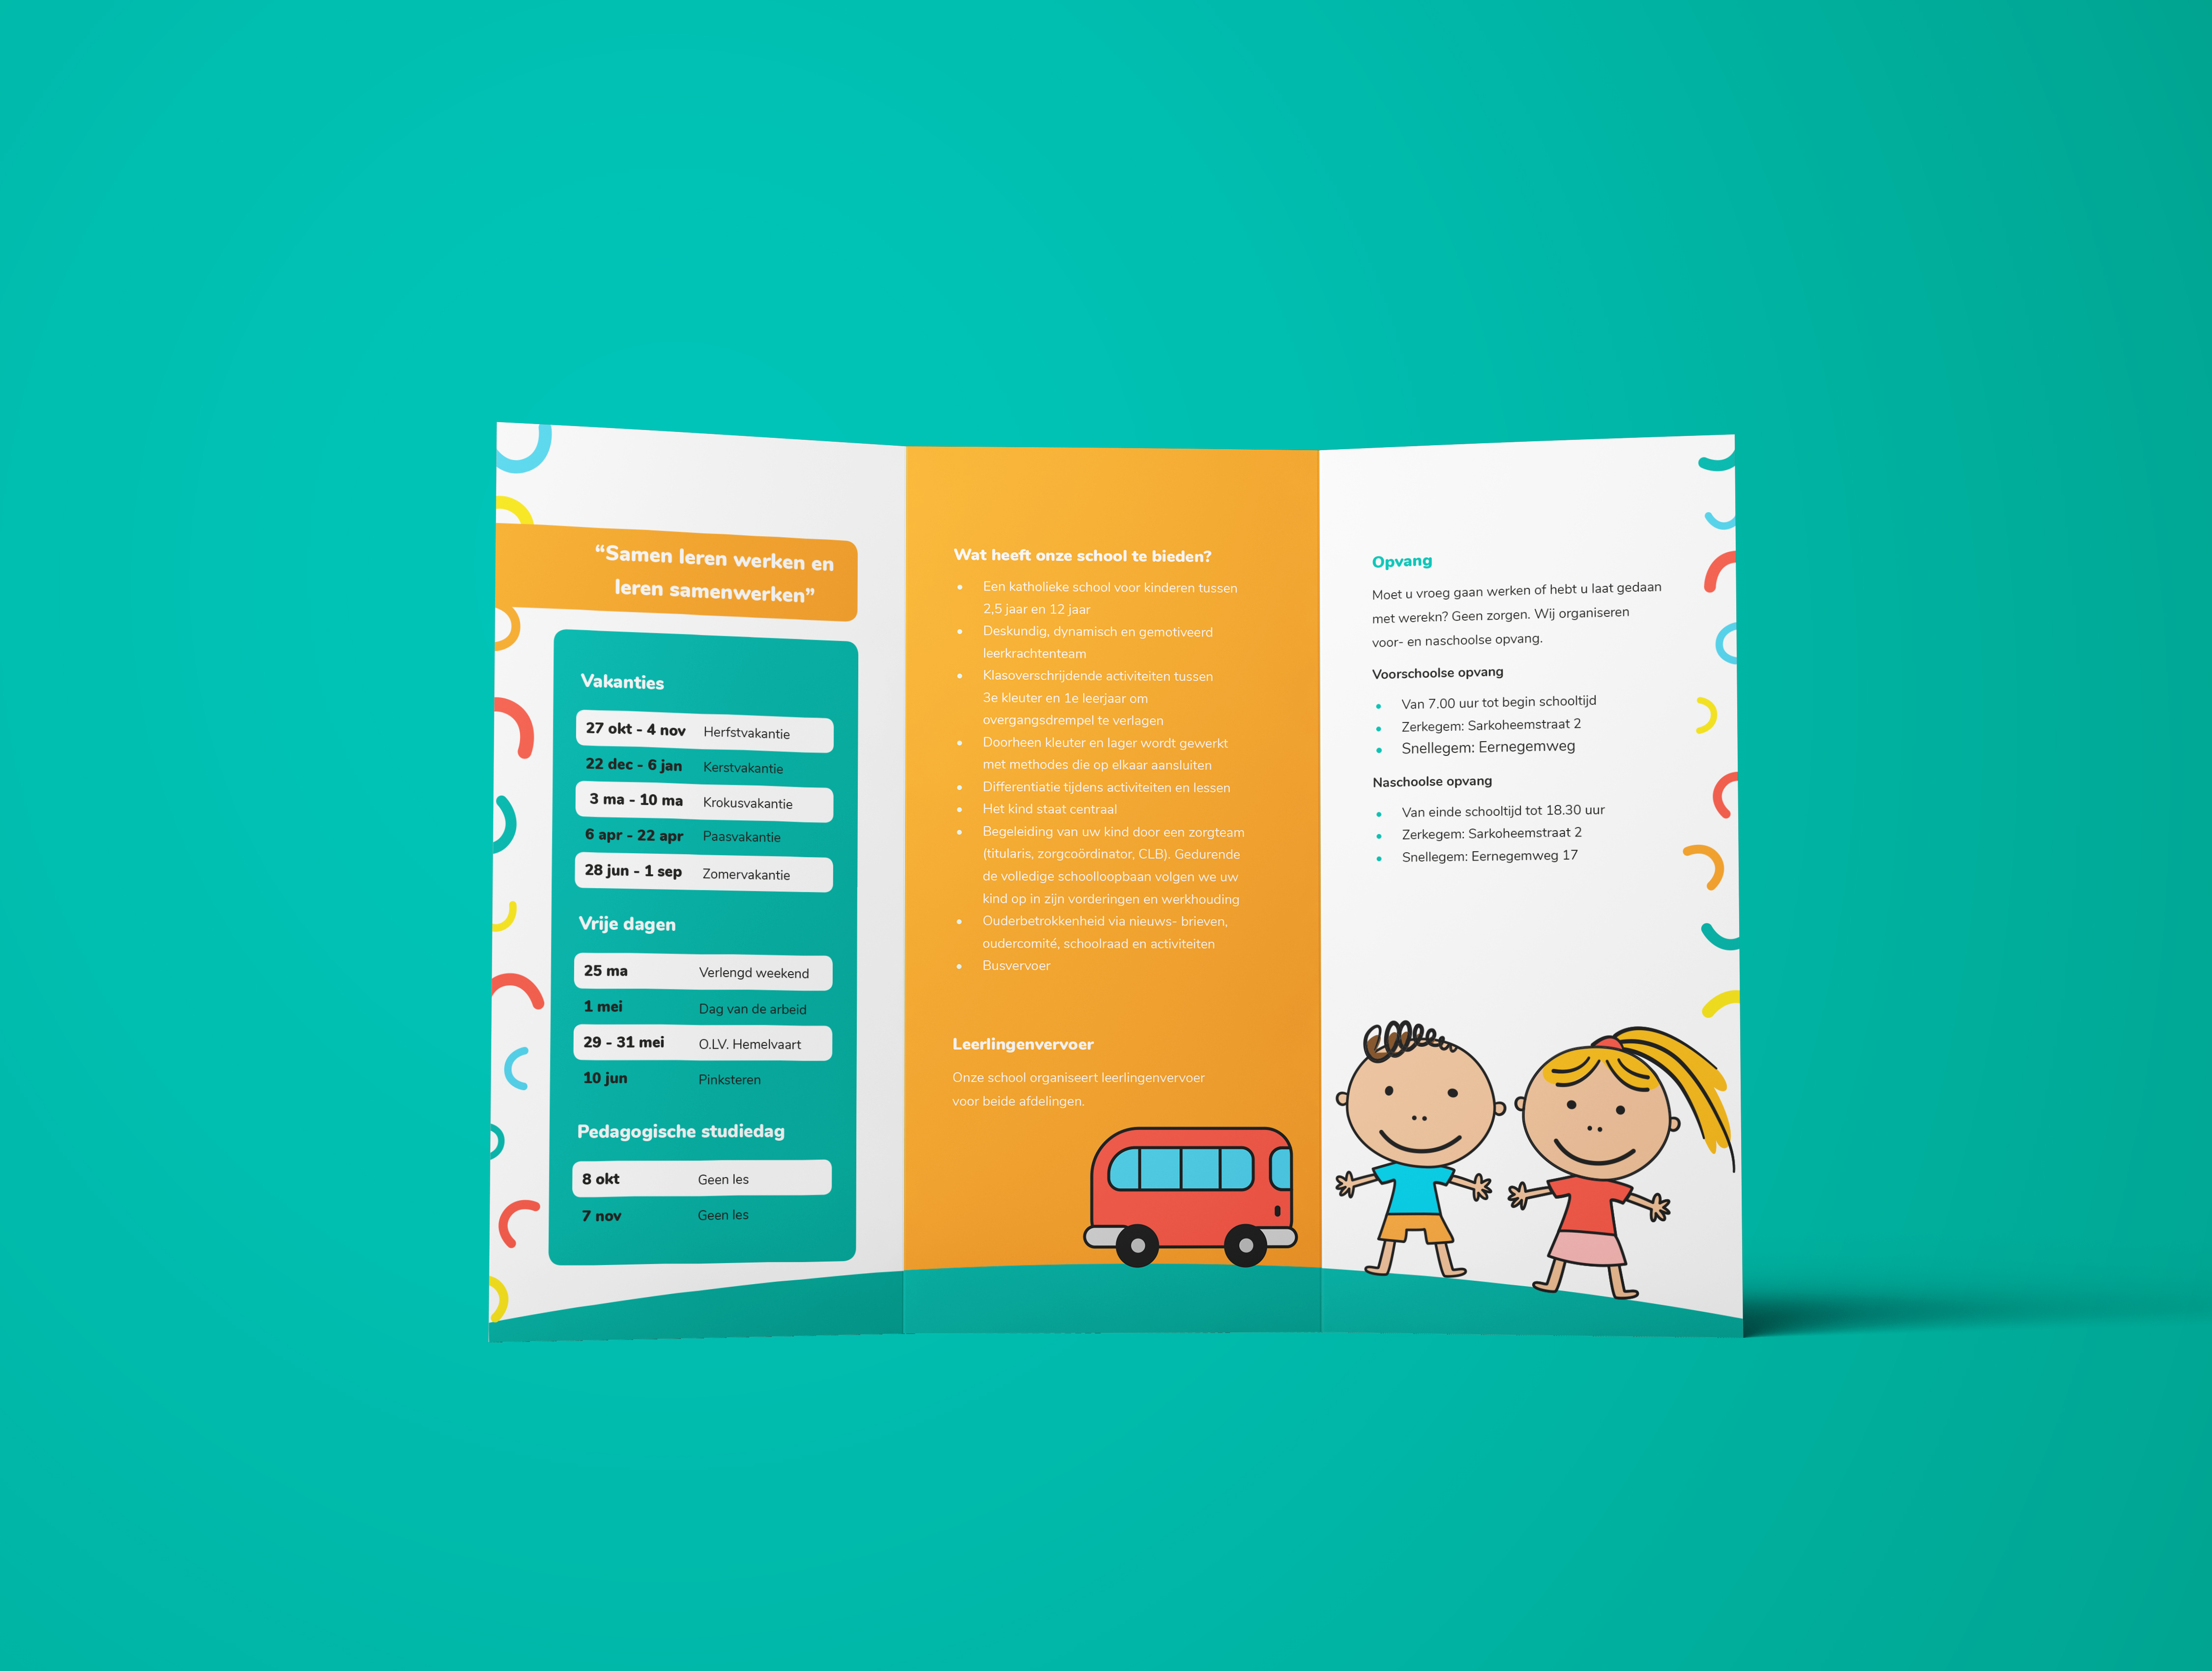 “Samen leren werken en
leren samenwerken”
Vakanties
27 okt - 4 nov Herfstvakantie
22 dec - 6 jan Kerstvakantie
3 ma - 10 ma Krokusvakantie
6 apr - 22 apr Paasvakantie
28 jun - 1 sep Zomervakantie
Vrije dagen
25 ma Verlengd weekend
1 mei Dag van de arbeid
29 - 31 mei O.LV. Hemelvaart
10 jun Pinksteren
Pedagogische studiedag
8 okt Geen les
7 nov Geen les
Wat heeft onze school te bieden?
• Een katholieke school voor kinderen tussen
2,5 jaar en 12 jaar
• Deskundig, dynamisch en gemotiveerd
leerkrachtenteam
• Klasoverschrijdende activiteiten tussen
3e kleuter en 1e leerjaar om
overgangsdrempel te verlagen
• Doorheen kleuter en lager wordt gewerkt
met methodes die op elkaar aansluiten
• Differentiatie tijdens activiteiten en lessen
• Het kind staat centraal
• Begeleiding van uw kind door een zorgteam
(titularis, zorgcoördinator, CLB). Gedurende
de volledige schoolloopbaan volgen we uw
kind op in zijn vorderingen en werkhouding
• Ouderbetrokkenheid via nieuws- brieven,
oudercomité, schoolraad en activiteiten
• Busvervoer
Leerlingenvervoer
Onze school organiseert leerlingenvervoer
voor beide afdelingen.
Opvang
Moet u vroeg gaan werken of hebt u laat gedaan
met werekn? Geen zorgen. Wij organiseren
voor- en naschoolse opvang.
Voorschoolse opvang
• Van 7.00 uur tot begin schooltijd
• Zerkegem: Sarkoheemstraat 2
• Snellegem: Eernegemweg
Naschoolse opvang
• Van einde schooltijd tot 18.30 uur
• Zerkegem: Sarkoheemstraat 2
• Snellegem: Eernegemweg 17